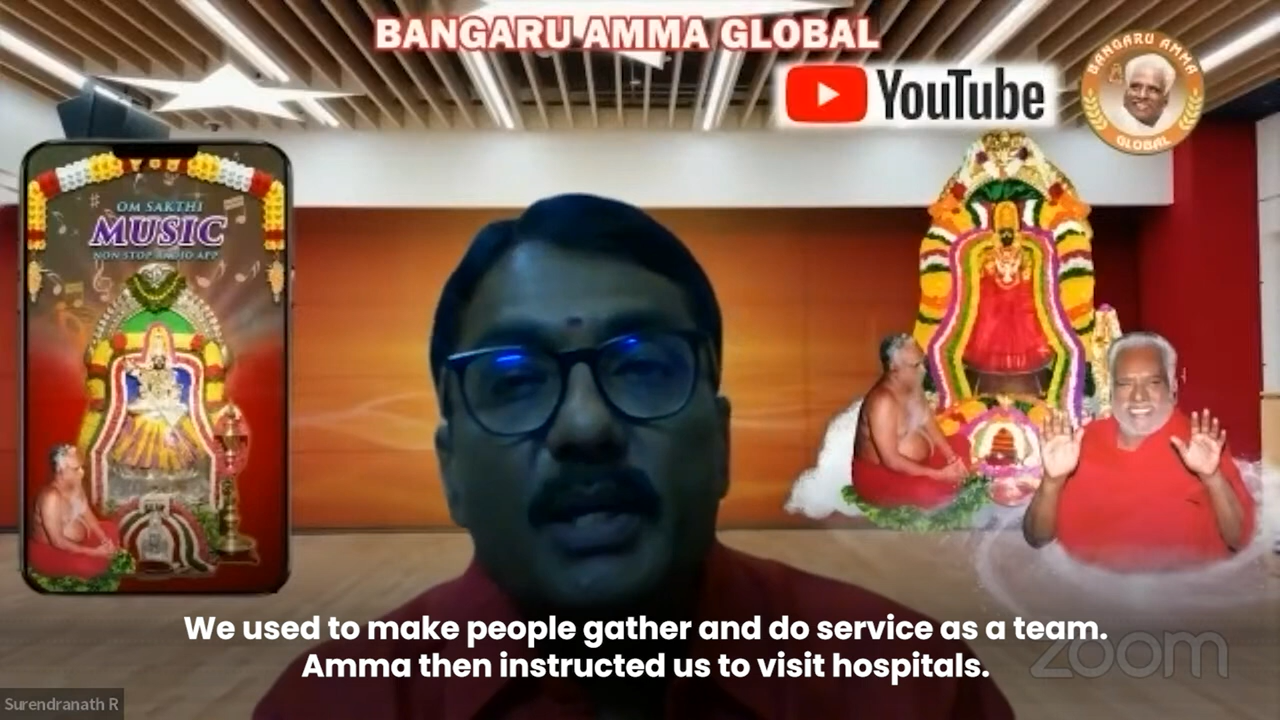 BANGARU AMMA GLOBAL
YouTube
BANGARU AMMA
GLOBAL
OM SAKTHI
MUSIC
NON STOP RADIO APP
We used to make people gather and do service as a team.
Amma then instructed us to visit hospitals.
zoom
Surendranath R